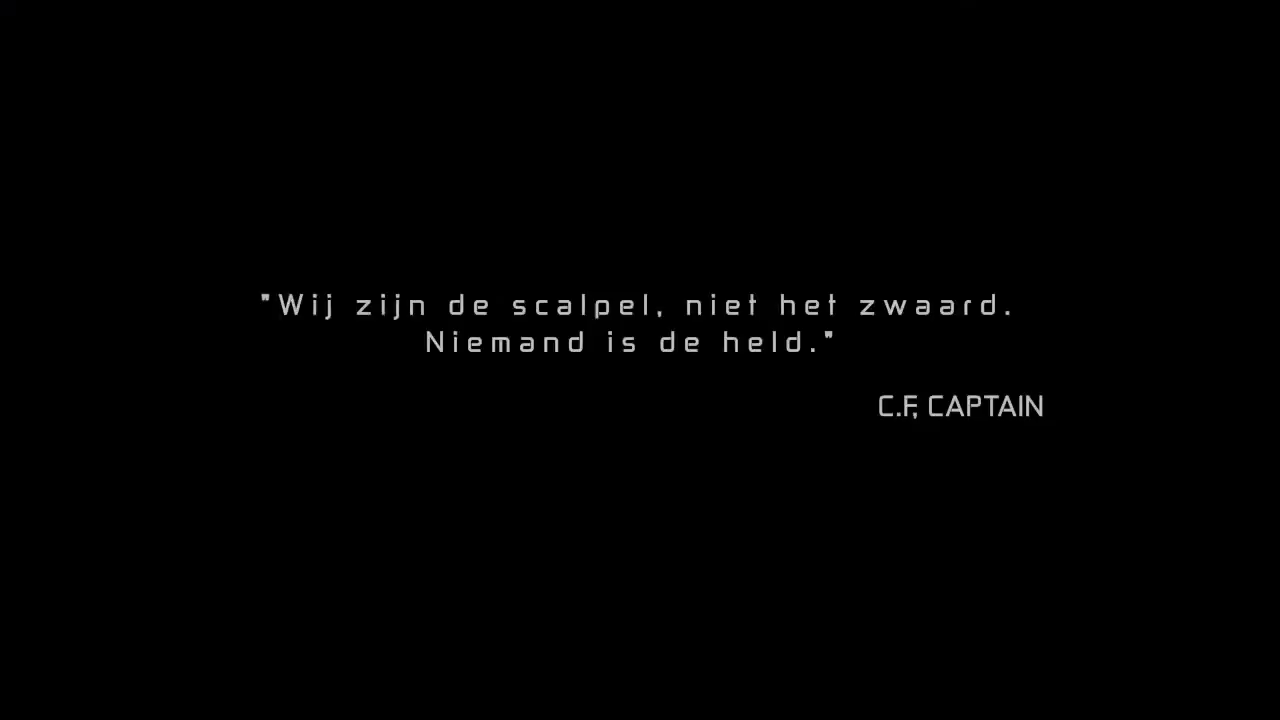 "Wij zijn de scalpel, niet het zwaard.
Niemand is de held."
C.F, CAPTAIN